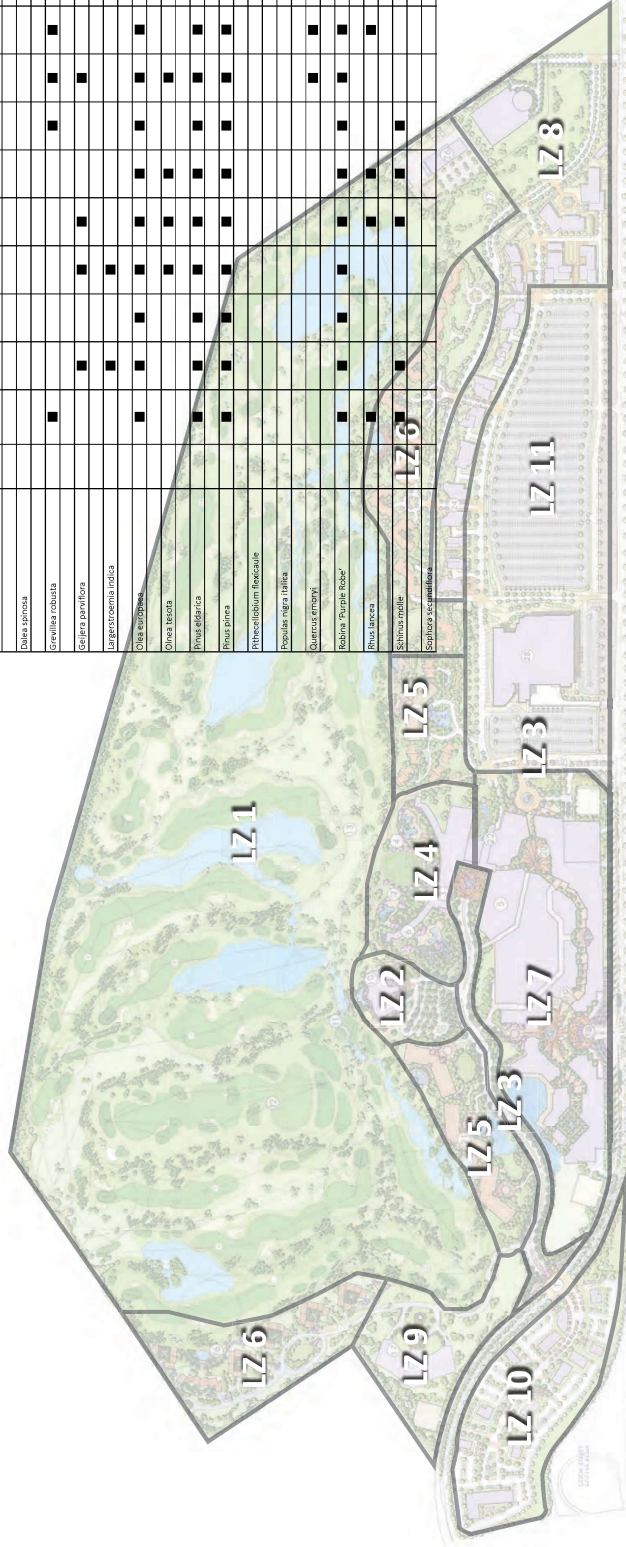 Dalea spinosa
Grevillea robusta
Geijera parviflora
Largerstroemia indica
Olea europaea
Olnea tesota
Pinus eldarica
Pinus pinea
Pithecellobium flexicaule
Populas nigra italica
Quercus emoryi
Robina 'Purple Robe'
Rhus lancea
Schinus molle
Sophora secundiflora
LZ 6
LZ 9
LZ 10
LZ 1
LZ 2
LZ 5
LZ 3
LZ 7
LZ 4
LZ 5
LZ 3
LZ 6
LZ 11
LZ 8